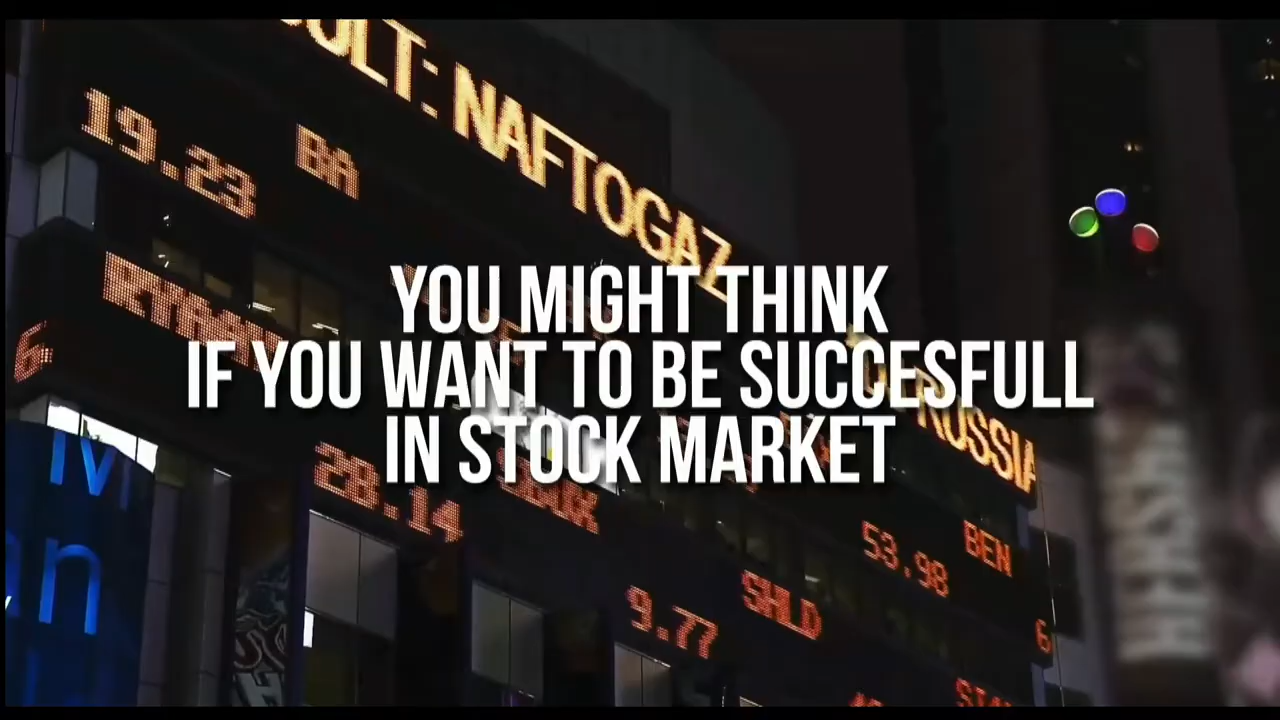 NAFTOGAZ
19.23
BA
YOU MIGHT THINK
IF YOU WANT TO BE SUCCESFULL
IN STOCK MARKET
RUSSIA
28.14
53.98
BEN
SHLD
9.77
6